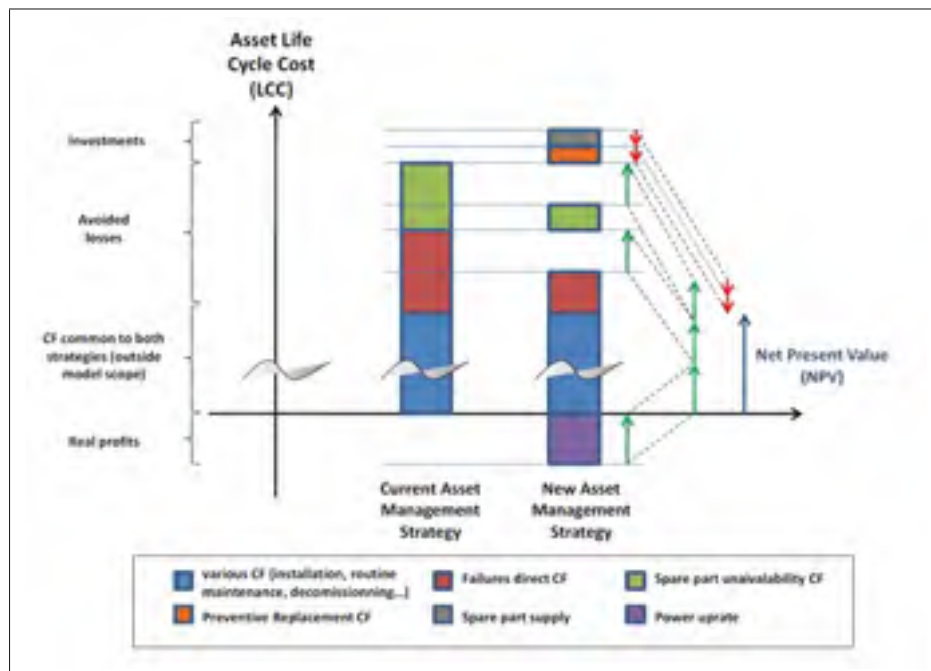 Asset Life
Cycle Cost
(LCC)
Investments
Avoided
losses
CF common to both
strategies (outside
model scope)
Real profits
Net Present Value
(NPV)
Current Asset
Management
Strategy
New Asset
Management
Strategy
various CF (installation, routine
maintenance, decomissionning...)
Failures direct CF
Spare part unaivalability CF
Preventive Replacement CF
Spare part supply
Power uprate